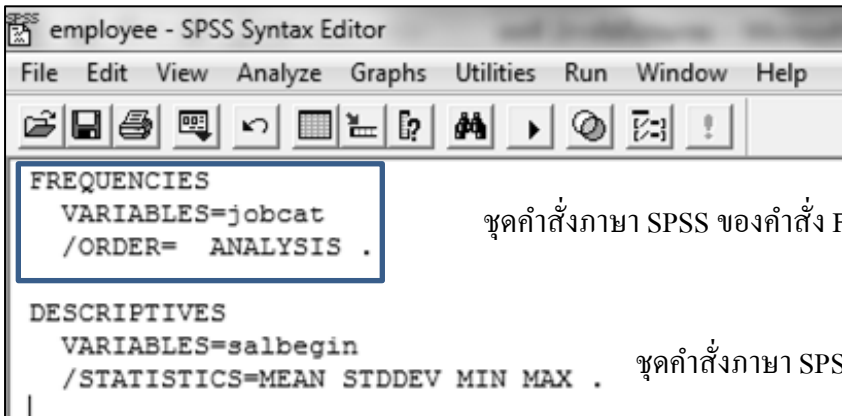 employee - SPSS Syntax Editor
File Edit View Analyze Graphs Utilities Run Window Help
FREQUENCIES
VARIABLES=jobcat
/ORDER= ANALYSIS .
ชุดคำสั่งภาษา SPSS ของคำสั่ง F
DESCRIPTIVES
VARIABLES=salbegin
/STATISTICS=MEAN STDDEV MIN MAX .
ชุดคำสั่งภาษา SPS